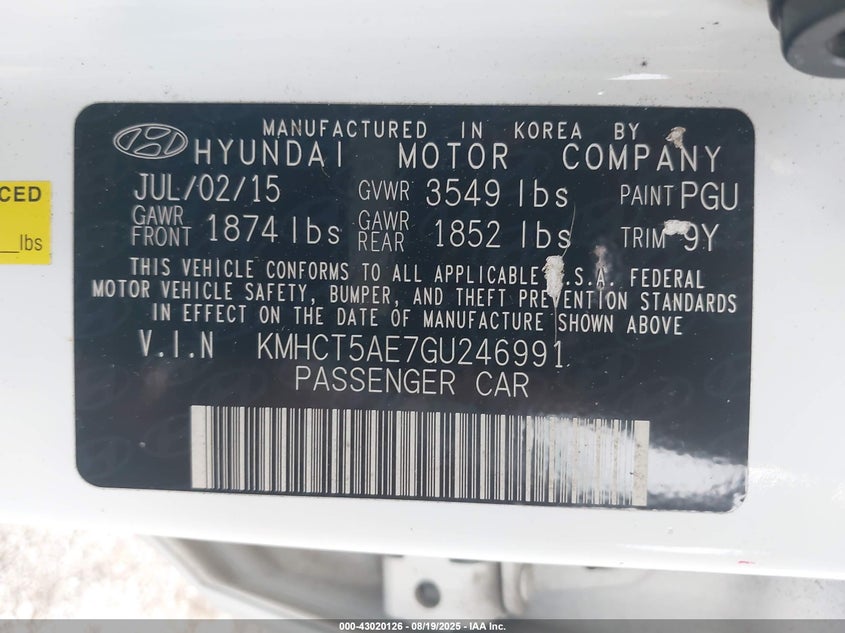 MANUFACTURED IN KOREA BY
HYUNDAI MOTOR COMPANY
JUL/02/15 GVWR 3549 lbs PAINT PGU
GAWR FRONT 1874 lbs GAWR REAR 1852 lbs TRIM 9Y
THIS VEHICLE CONFORMS TO ALL APPLICABLE .S.A. FEDERAL
MOTOR VEHICLE SAFETY, BUMPER, AND THEFT PREVENTION STANDARDS
IN EFFECT ON THE DATE OF MANUFACTURE SHOWN ABOVE
V.I.N KMHCT5AE7GU246991
PASSENGER CAR
CED
lbs
000-43020126 - 08/19/2025 - IAA Inc.